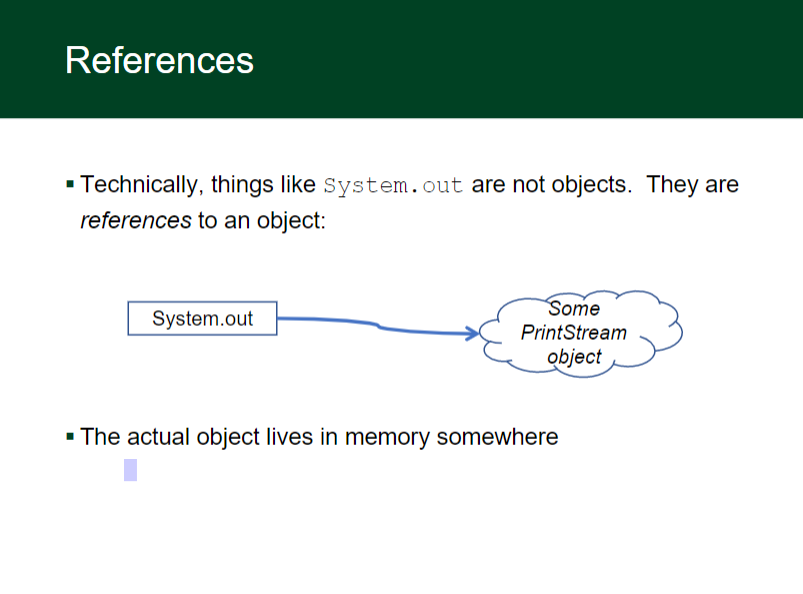 References
Technically, things like System.out are not objects.  They are
references to an object:
System.out
Some
PrintStream
object
The actual object lives in memory somewhere